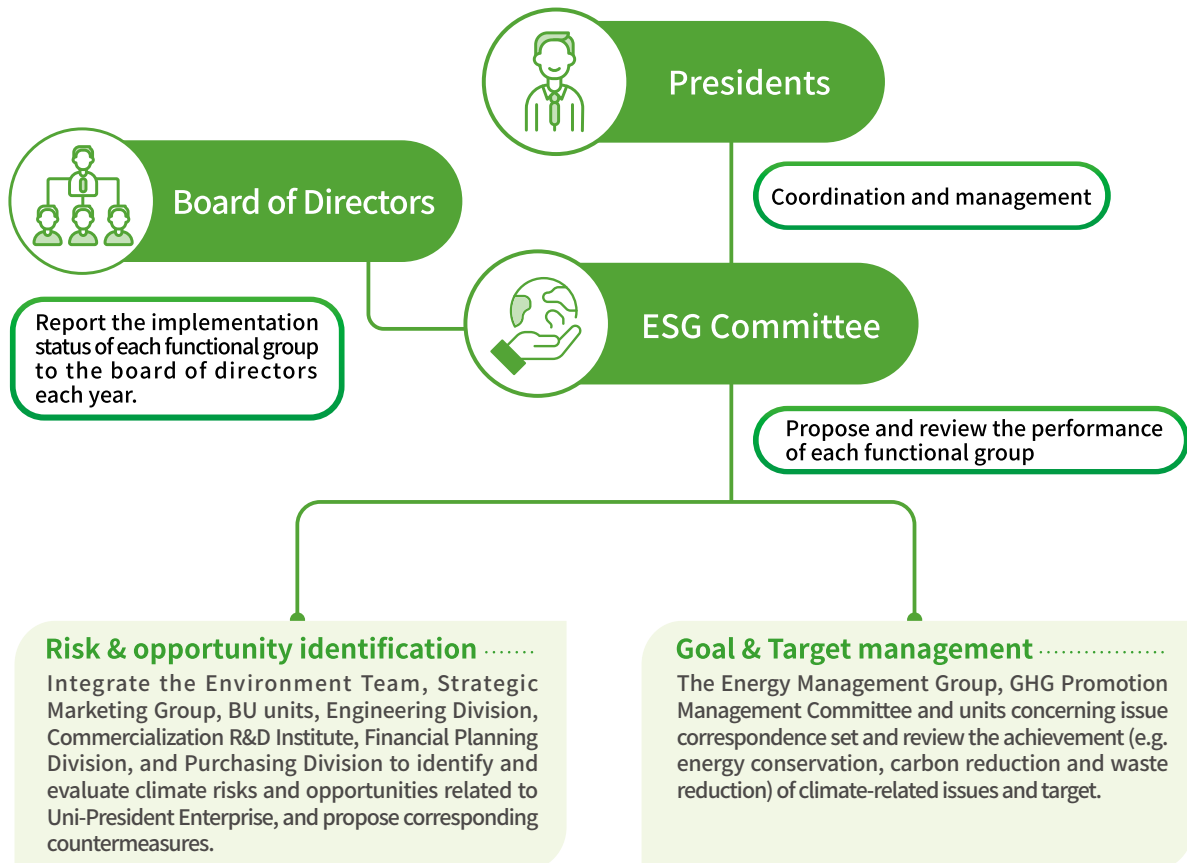 Presidents
Coordination and management
Board of Directors
Report the implementation
status of each functional group
to the board of directors
each year.
ESG Committee
Propose and review the performance
of each functional group
Risk & opportunity identification
Integrate the Environment Team, Strategic
Marketing Group, BU units, Engineering Division,
Commercialization R&D Institute, Financial Planning
Division, and Purchasing Division to identify and
evaluate climate risks and opportunities related to
Uni-President Enterprise, and propose corresponding
countermeasures.
Goal & Target management
The Energy Management Group, GHG Promotion
Management Committee and units concerning issue
correspondence set and review the achievement (e.g.
energy conservation, carbon reduction and waste
reduction) of climate-related issues and target.